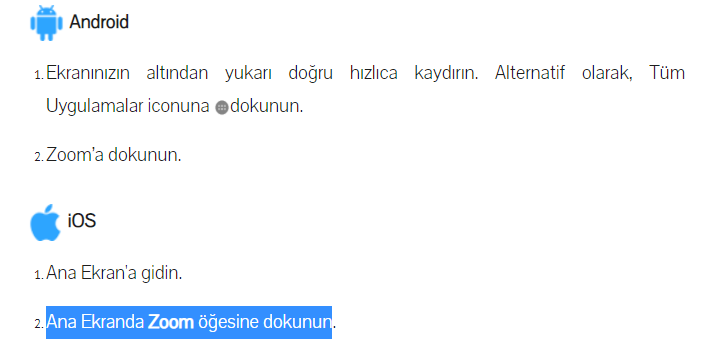 Android
1. Ekranınızın altından yukarı doğru hızlıca kaydırın. Alternatif olarak, Tüm
Uygulamalar iconuna dokunun.
2. Zoom'a dokunun.
iOS
1. Ana Ekran'a gidin.
2. Ana Ekranda Zoom öğesine dokunun.